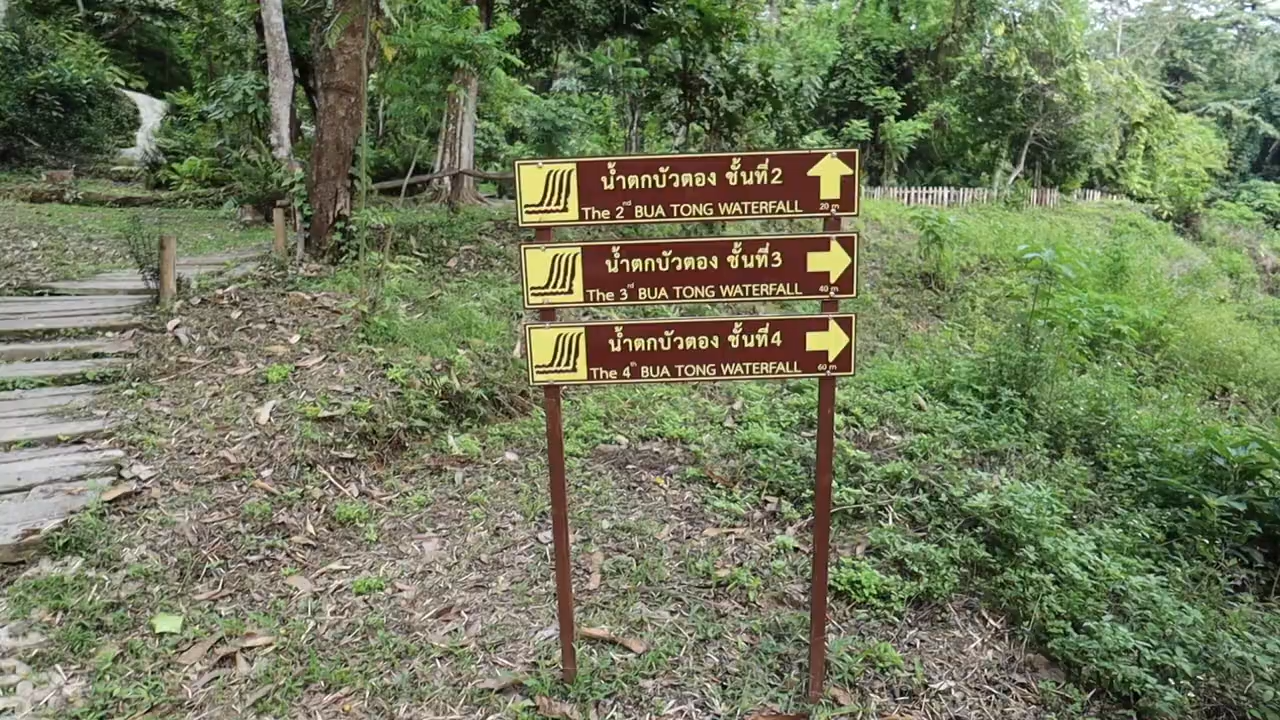 น้ำตกบัวตอง ชั้นที่2
The 2nd BUA TONG WATERFALL
20 m
น้ำตกบัวตอง ชั้นที่3
The 3rd BUA TONG WATERFALL
40 m
น้ำตกบัวตอง ชั้นที่4
The 4th BUA TONG WATERFALL
60 m